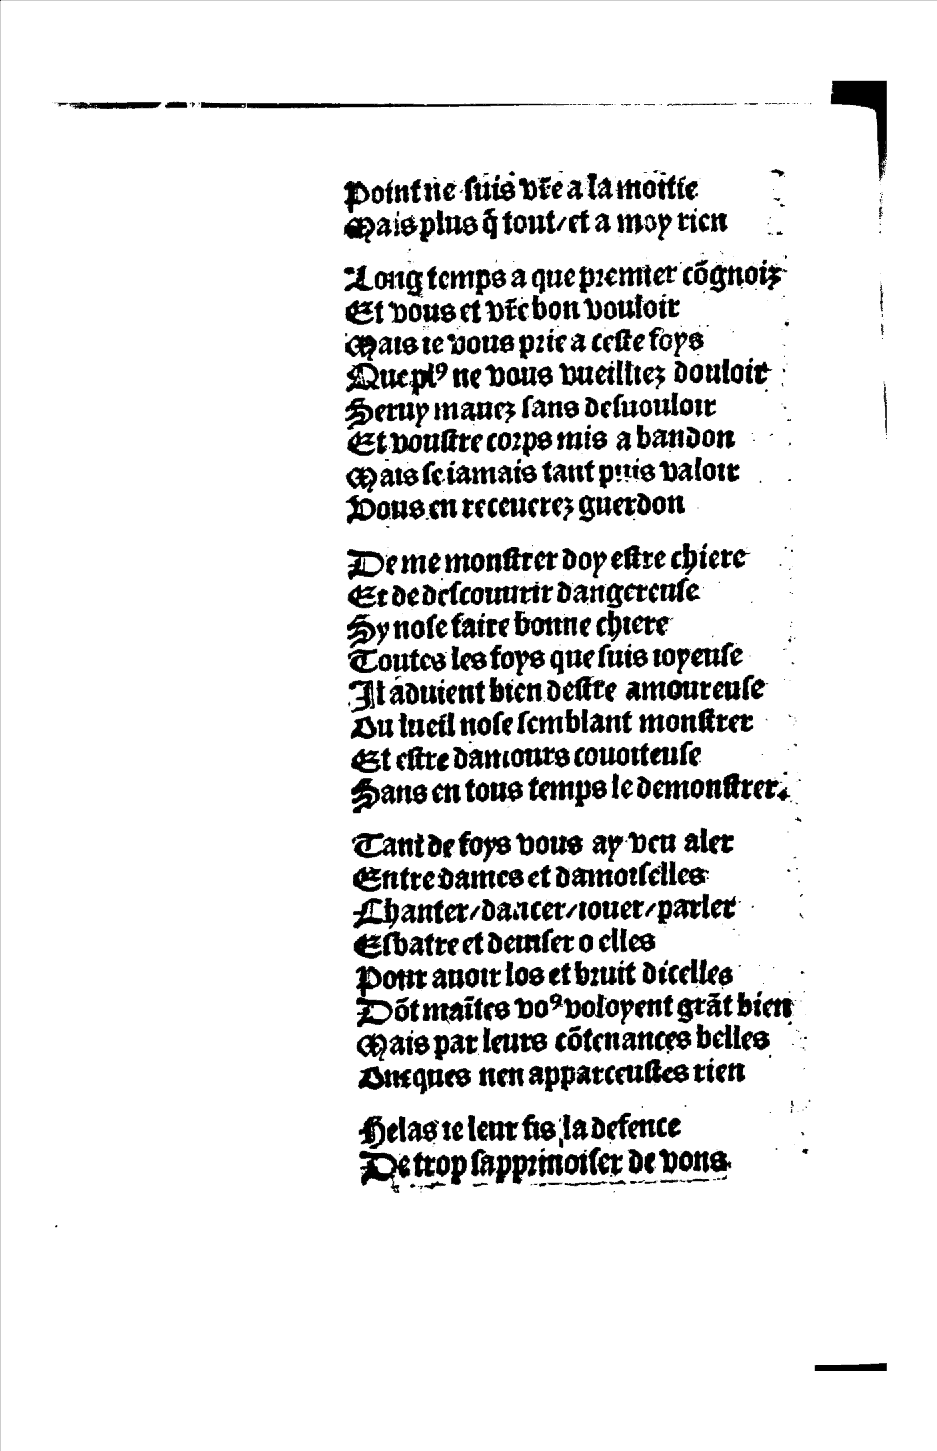 Point ne suis vr̃e a la moitie
Mais plus q̃ tout/et a moy rien
Long temps a que premier cõgnoix
Et vous et vr̃e bon vouloir
Mais ie vous prie a ceste foys
Que plꝰ ne vous vueilliez douloir
Seruy mauez sans desuouloir
Et voustre corps mis a bandon
Mais se iamais tant puis valoir
Vous en receuerez guerdon
De me monstrer doy estre chiere
Et de descouurir dangereuse
Sy nose faire bonne chiere
Toutes les foys que suis ioyeuse
Il aduient bien destre amoureuse
Du lueil nose semblant monstrer
Et estre damours couoiteuse
Sans en tous temps le demonstrer.
Tant de foys vous ay veu aler
Entre dames et damoiselles
Chanter/dancer/iouer/parler
Esbatre et deuiser o elles
Pour auoir los et bruit dicelles
Dõt maĩtes voꝰ voloyent grãt bien
Mais par leurs cõtenances belles
Oncques nen apparceustes rien
Helas ie leur fis la defence
De trop sapprimoiser de vous